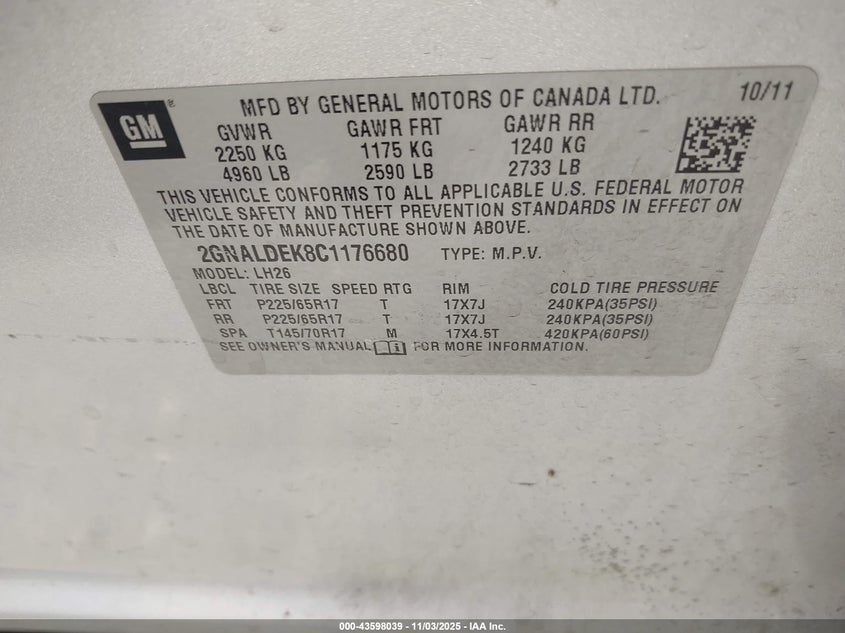 GM®
MFD BY GENERAL MOTORS OF CANADA LTD. 10/11
GVWR GAWR FRT GAWR RR
2250 KG 1175 KG 1240 KG
4960 LB 2590 LB 2733 LB
THIS VEHICLE CONFORMS TO ALL APPLICABLE U.S. FEDERAL MOTOR
VEHICLE SAFETY AND THEFT PREVENTION STANDARDS IN EFFECT ON
THE DATE OF MANUFACTURE SHOWN ABOVE.
2GNALDEK8C1176680 TYPE: M.P.V.
MODEL: LH26
LBCL TIRE SIZE SPEED RTG RIM COLD TIRE PRESSURE
FRT P225/65R17 T 17X7J 240KPA(35PSI)
RR P225/65R17 T 17X7J 240KPA(35PSI)
SPA T145/70R17 M 17X4.5T 420KPA(60PSI)
SEE OWNER'S MANUAL FOR MORE INFORMATION.
000-43598039 - 11/03/2025 - IAA Inc.